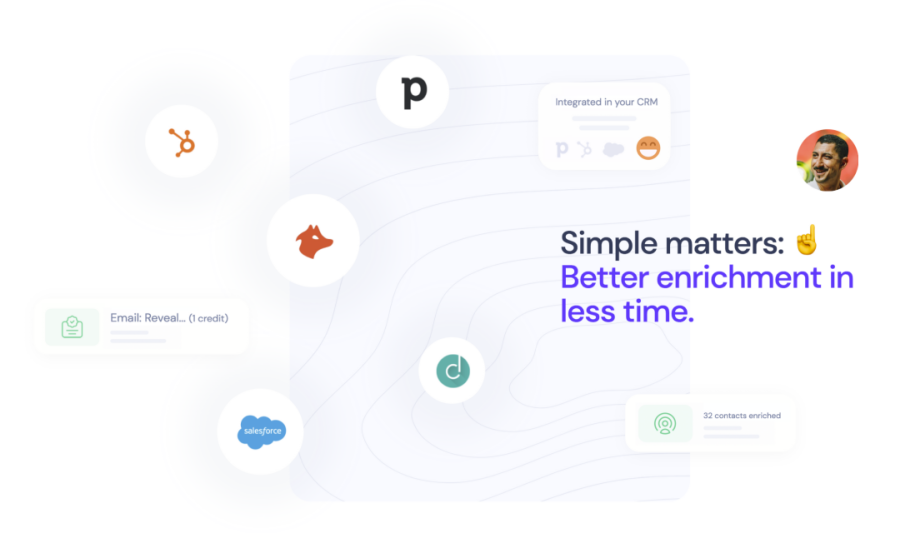 p
Integrated in your CRM
p
Simple matters: ☝
Better enrichment in
less time.
Email: Reveal... (1 credit)
32 contacts enriched
salesforce